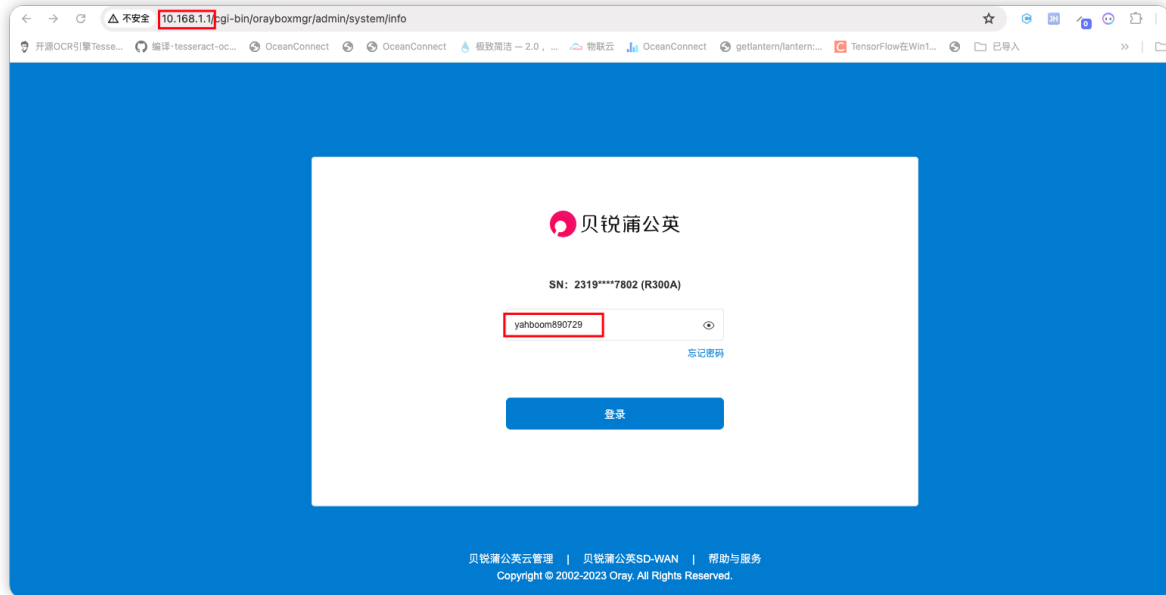 不安全 10.168.1.1/cgi-bin/orayboxmgr/admin/system/info
开源OCR引擎Tesse... 编译-tesseract-oc... OceanConnect OceanConnect 极致简洁 — 2.0 , ... 物联云 OceanConnect getlantern/lantern:... TensorFlow在Win1... 已导入
贝锐蒲公英
SN: 2319****7802 (R300A)
yahboom890729
忘记密码
登录
贝锐蒲公英云管理 | 贝锐蒲公英SD-WAN | 帮助与服务
Copyright © 2002-2023 Oray. All Rights Reserved.